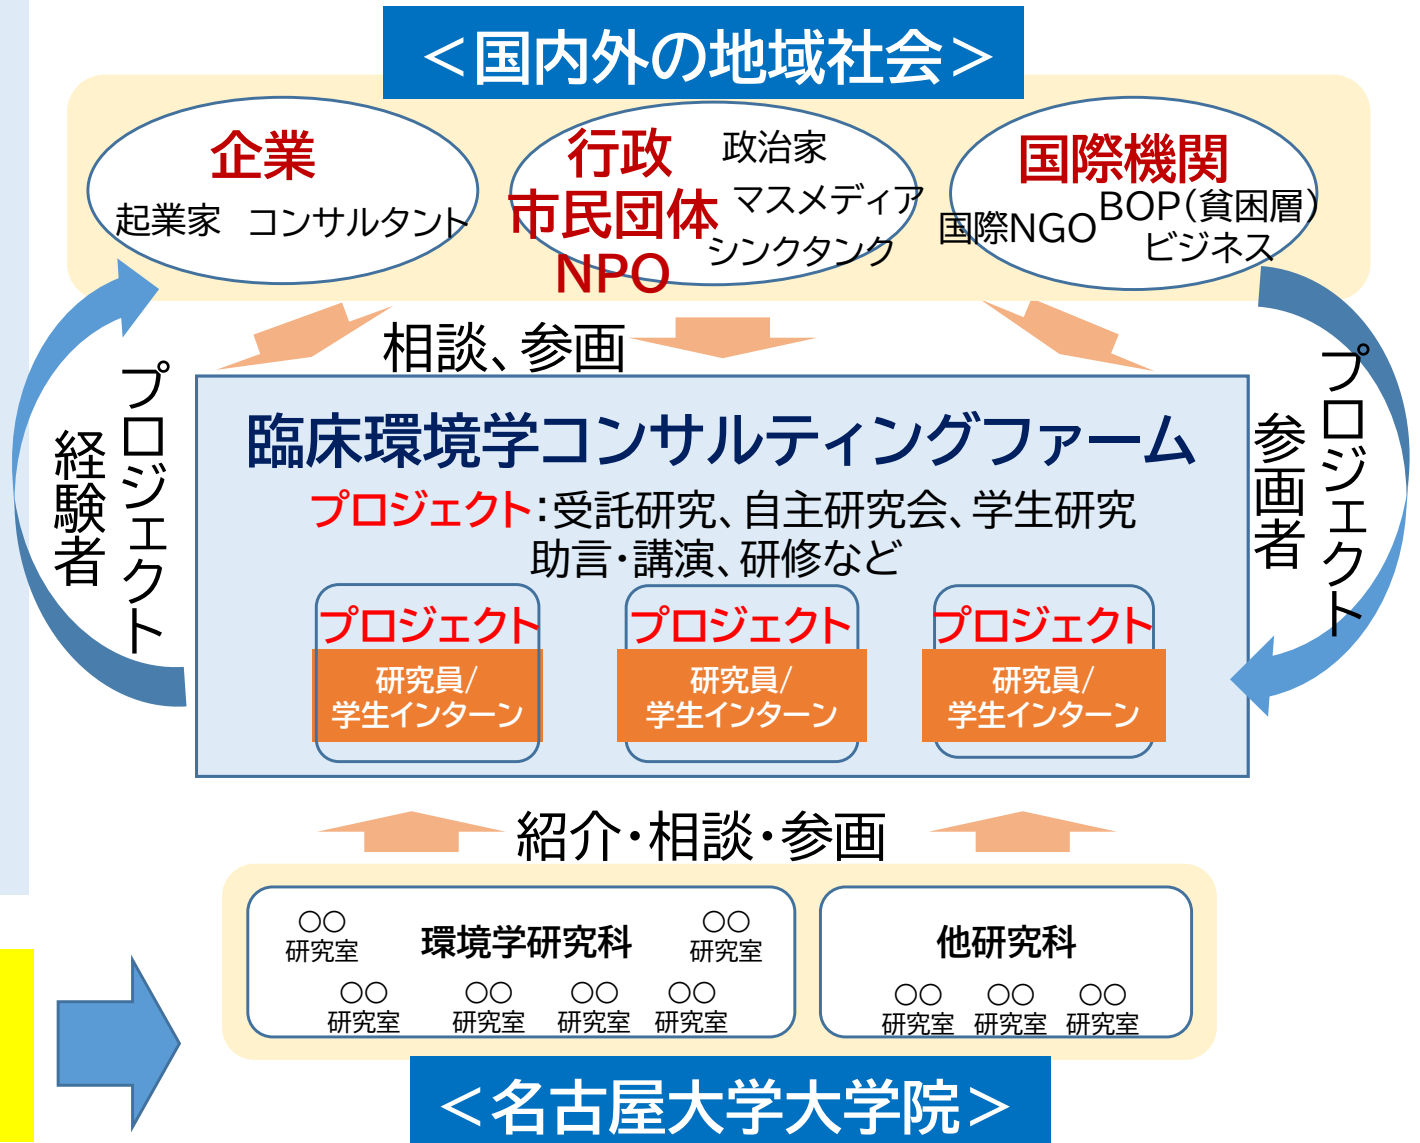 ＜国内外の地域社会＞
企業
起業家 コンサルタント
行政
市民団体
NPO
政治家
マスメディア
シンクタンク
国際機関
国際NGO
BOP（貧困層）
ビジネス
相談、参画
プロジェクト
経験者
プロジェクト
参画者
臨床環境学コンサルティングファーム
プロジェクト：受託研究、自主研究会、学生研究
助言・講演、研修など
プロジェクト
研究員/
学生インターン
プロジェクト
研究員/
学生インターン
プロジェクト
研究員/
学生インターン
紹介・相談・参画
環境学研究科
○○
研究室
○○
研究室
○○
研究室
○○
研究室
○○
研究室
○○
研究室
他研究科
○○
研究室
○○
研究室
○○
研究室
＜名古屋大学大学院＞